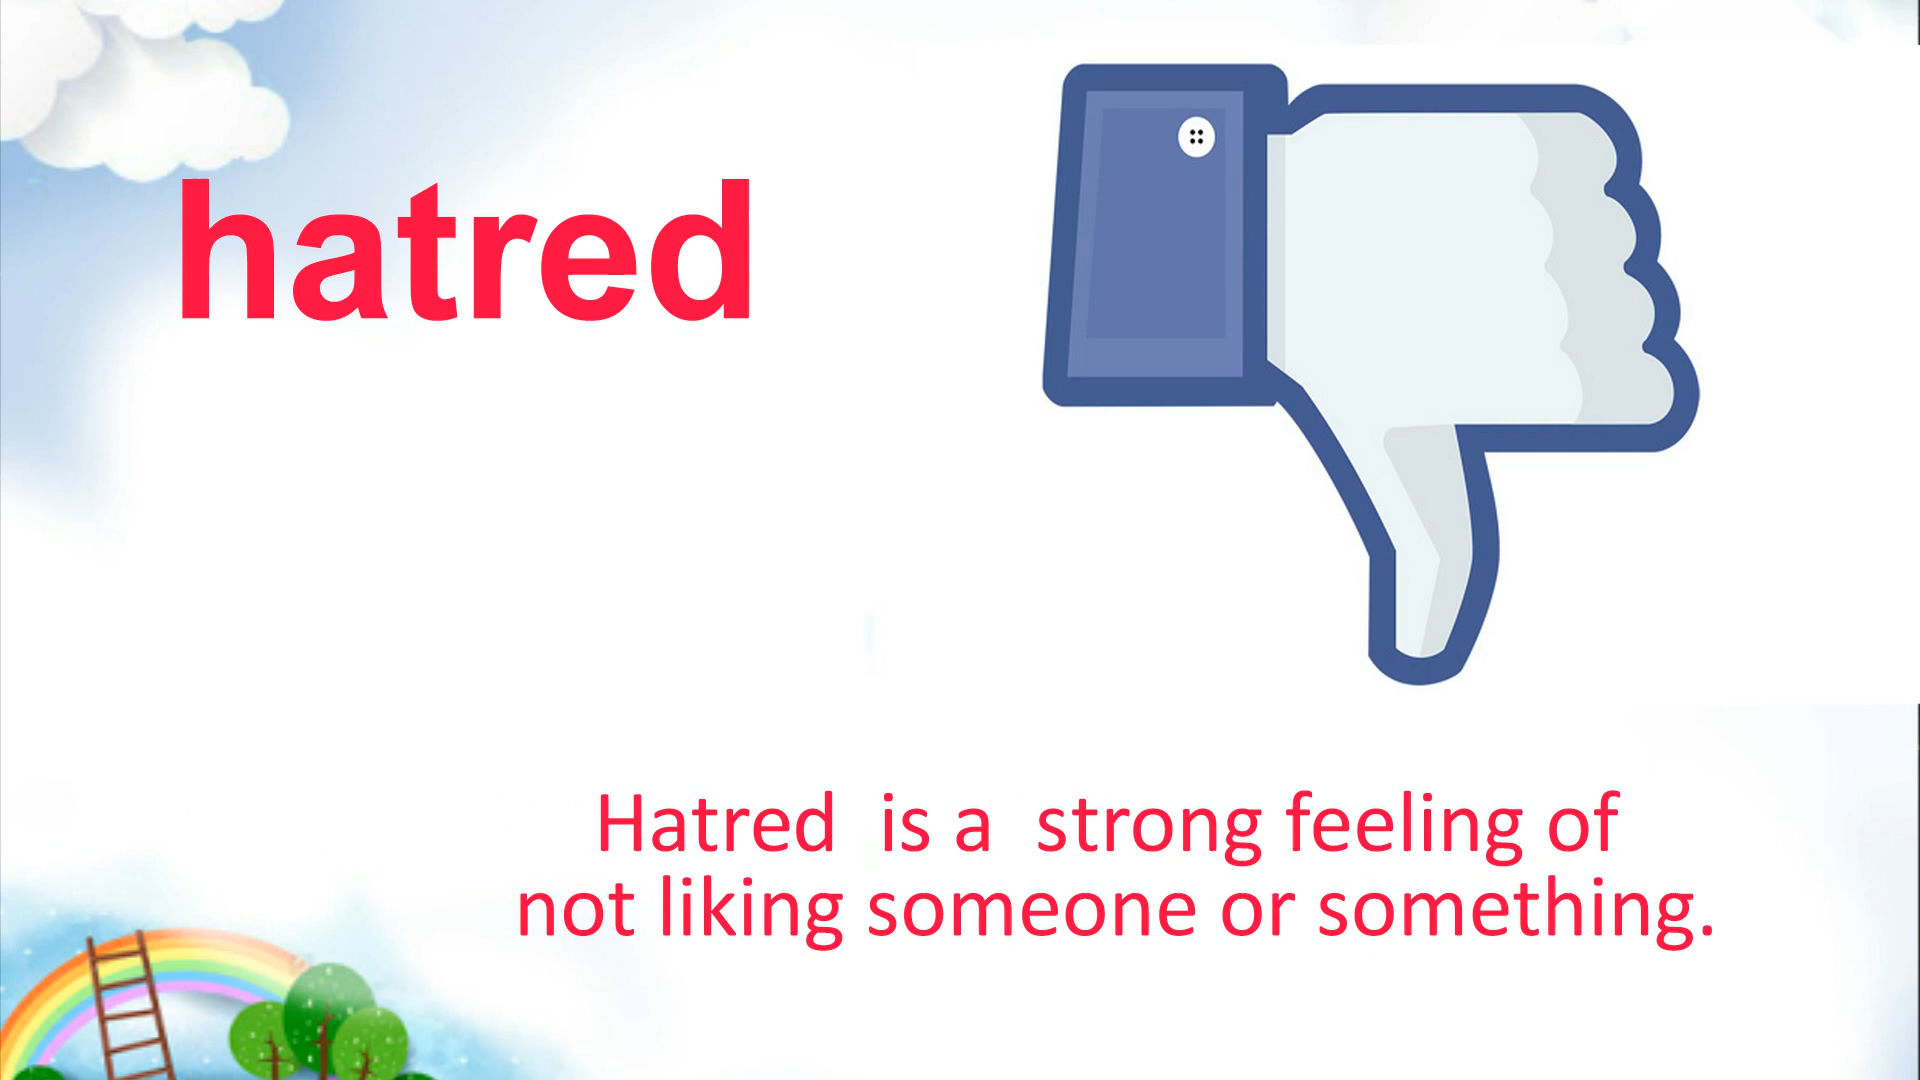 hatred
Hatred  is a  strong feeling of
not liking someone or something.